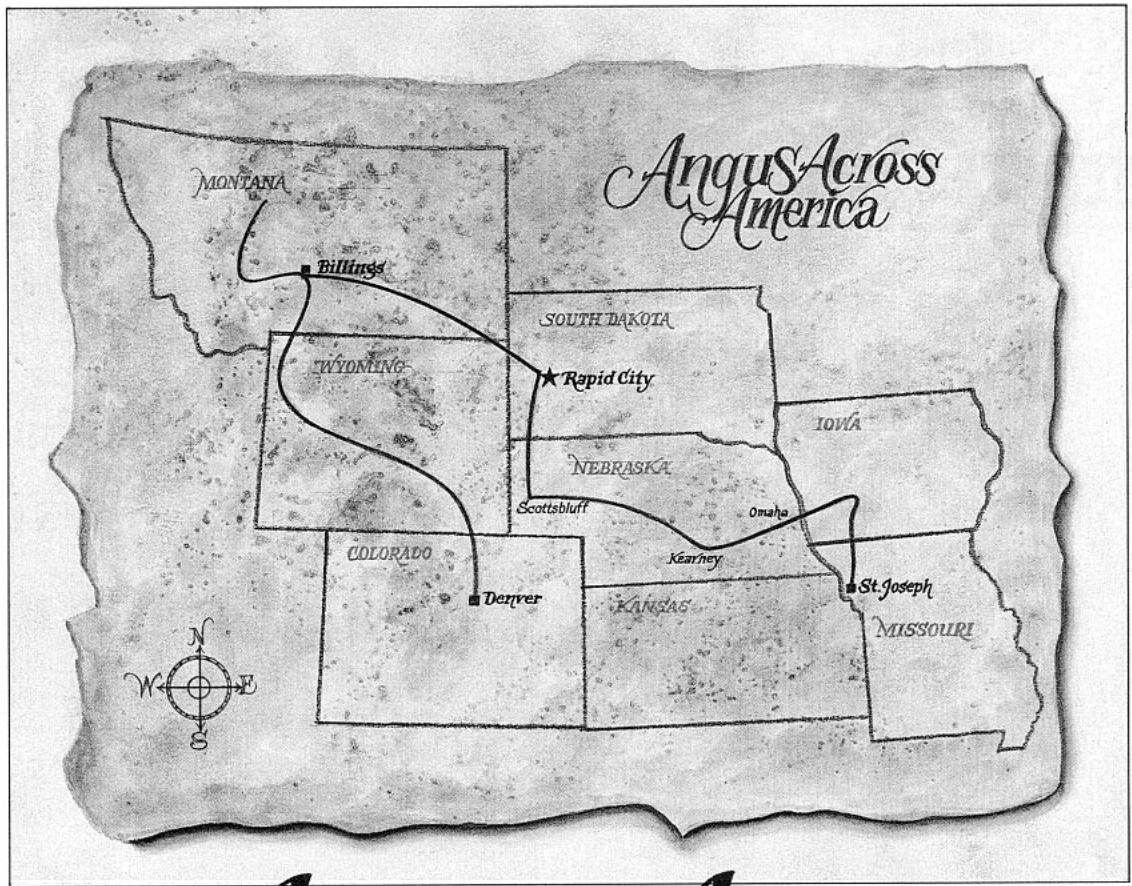 Angus Across
America
MONTANA
Billings
SOUTH DAKOTA
WYOMING
Rapid City
IOWA
NEBRASKA
Scottsbluff
Omaha
Kearney
COLORADO
St. Joseph
Denver
KANSAS
MISSOURI
N
W E
S